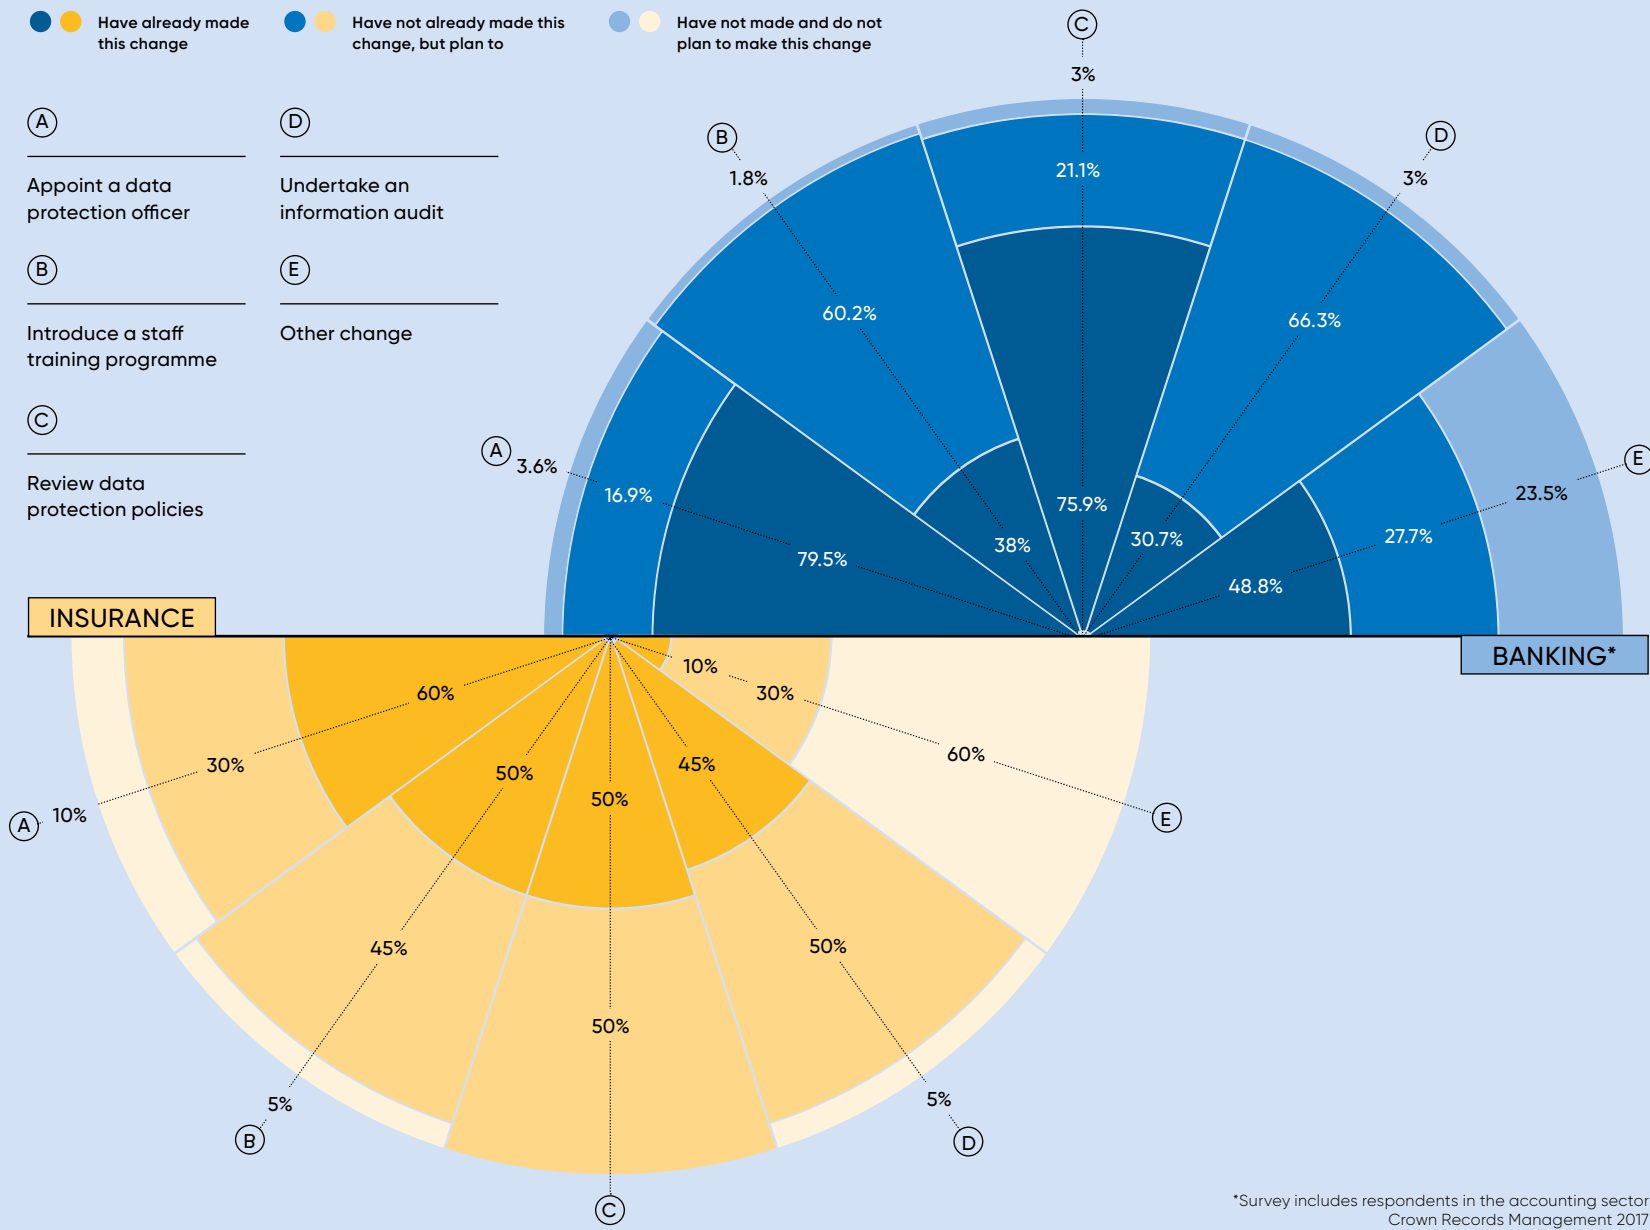 Have already made
this change
Have not already made this
change, but plan to
Have not made and do not
plan to make this change
A
Appoint a data
protection officer
B
Introduce a staff
training programme
C
Review data
protection policies
D
Undertake an
information audit
E
Other change
A
3.6%
16.9%
79.5%
B
1.8%
60.2%
38%
C
3%
21.1%
75.9%
D
3%
66.3%
30.7%
E
23.5%
27.7%
48.8%
INSURANCE
BANKING*
60%
30%
10%
A
50%
45%
5%
B
50%
50%
C
45%
50%
5%
D
10%
30%
60%
E
*Survey includes respondents in the accounting sector
Crown Records Management 2017